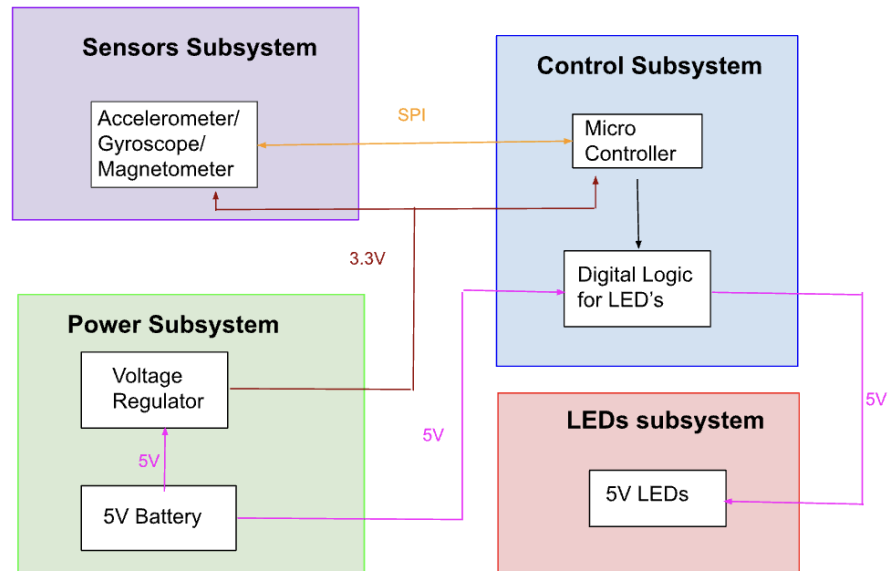 Sensors Subsystem
Accelerometer/
Gyroscope/
Magnetometer
SPI
Control Subsystem
Micro
Controller
3.3V
Digital Logic
for LED's
Power Subsystem
Voltage
Regulator
5V
5V Battery
5V
5V
LEDs subsystem
5V LEDs